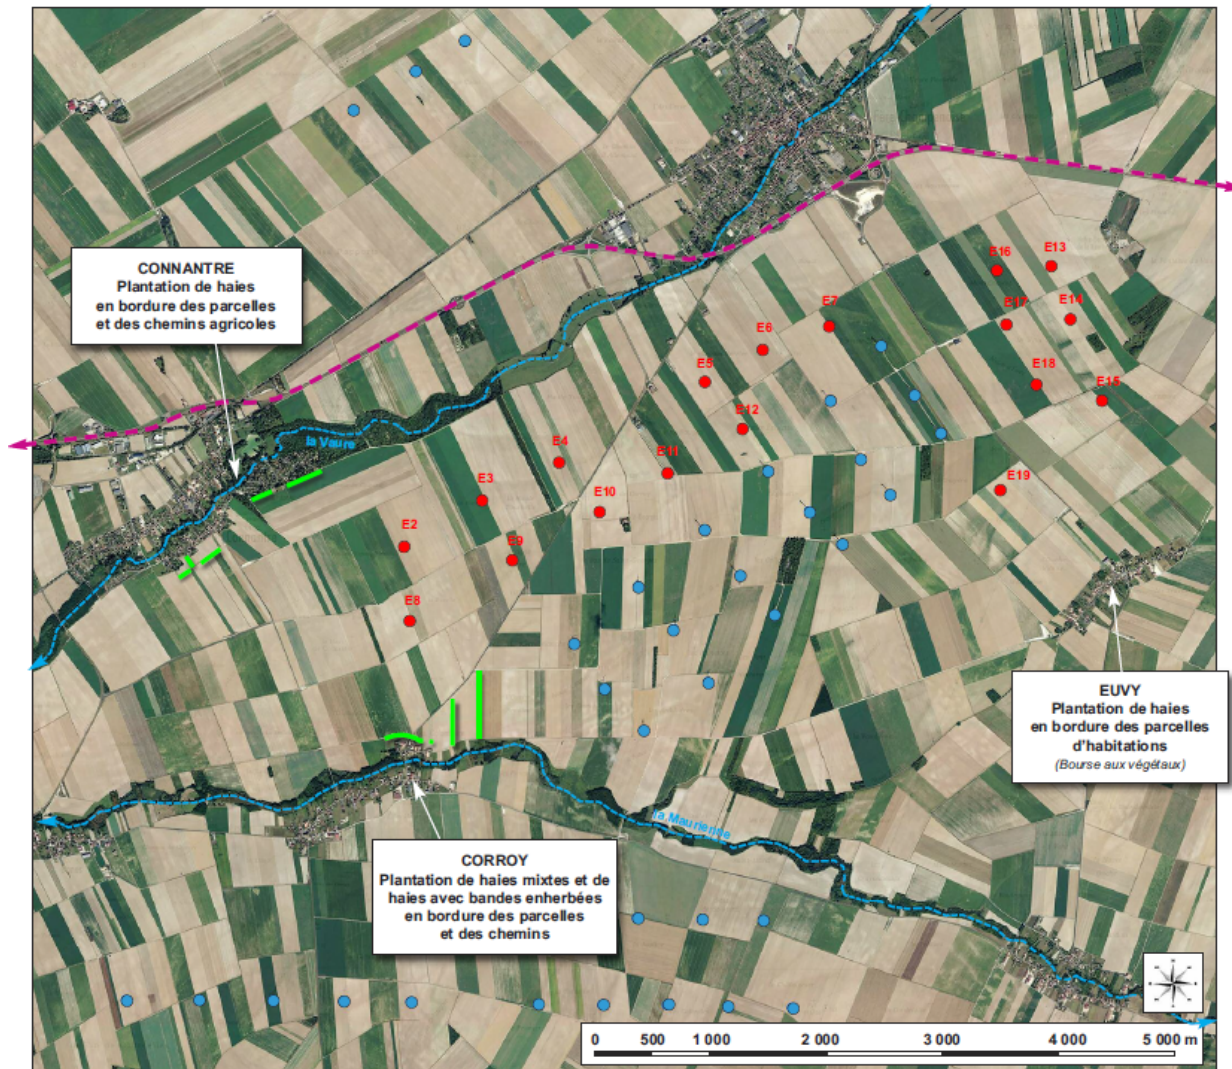 CONNANTRE
Plantation de haies
en bordure des parcelles
et des chemins agricoles
E16
E13
E7
E17
E14
E6
E5
E18
E15
E12
la Vaure
E4
E11
E3
E10
E19
E2
E9
E8
EUVY
Plantation de haies
en bordure des parcelles
d'habitations
(Bourse aux végétaux)
la Maurienne
CORROY
Plantation de haies mixtes et de
haies avec bandes enherbées
en bordure des parcelles
et des chemins
0 500 1 000 2 000 3 000 4 000 5 000 m